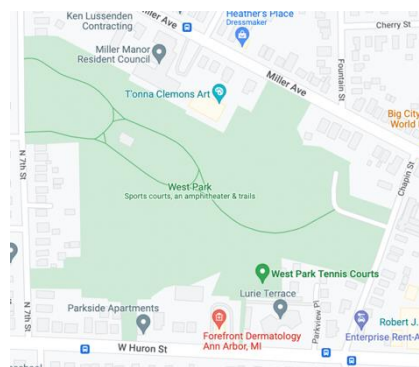 Ken Lussenden
Contracting
Heather's Place
Dressmaker
Cherry St
Miller Ave
Miller Manor
Resident Council
Fountain St
T'onna Clemons Art
Miller Ave
Big City
World
N 7th St
Chapin St
West Park
Sports courts, an amphitheater & trails
West Park Tennis Courts
Lurie Terrace
N 7th St
Parkside Apartments
Parkview Pl
Robert J.
Forefront Dermatology
Ann Arbor, MI
Enterprise Rent-A
W Huron St